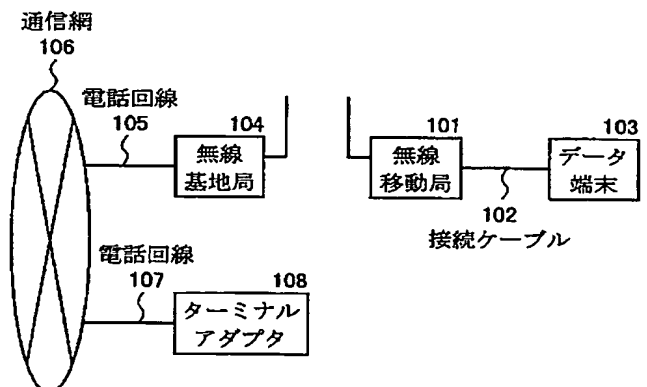 通信網
106
電話回線
105
104
無線
基地局
101
無線
移動局
102
接続ケーブル
103
データ
端末
電話回線
107
108
ターミナル
アダプタ